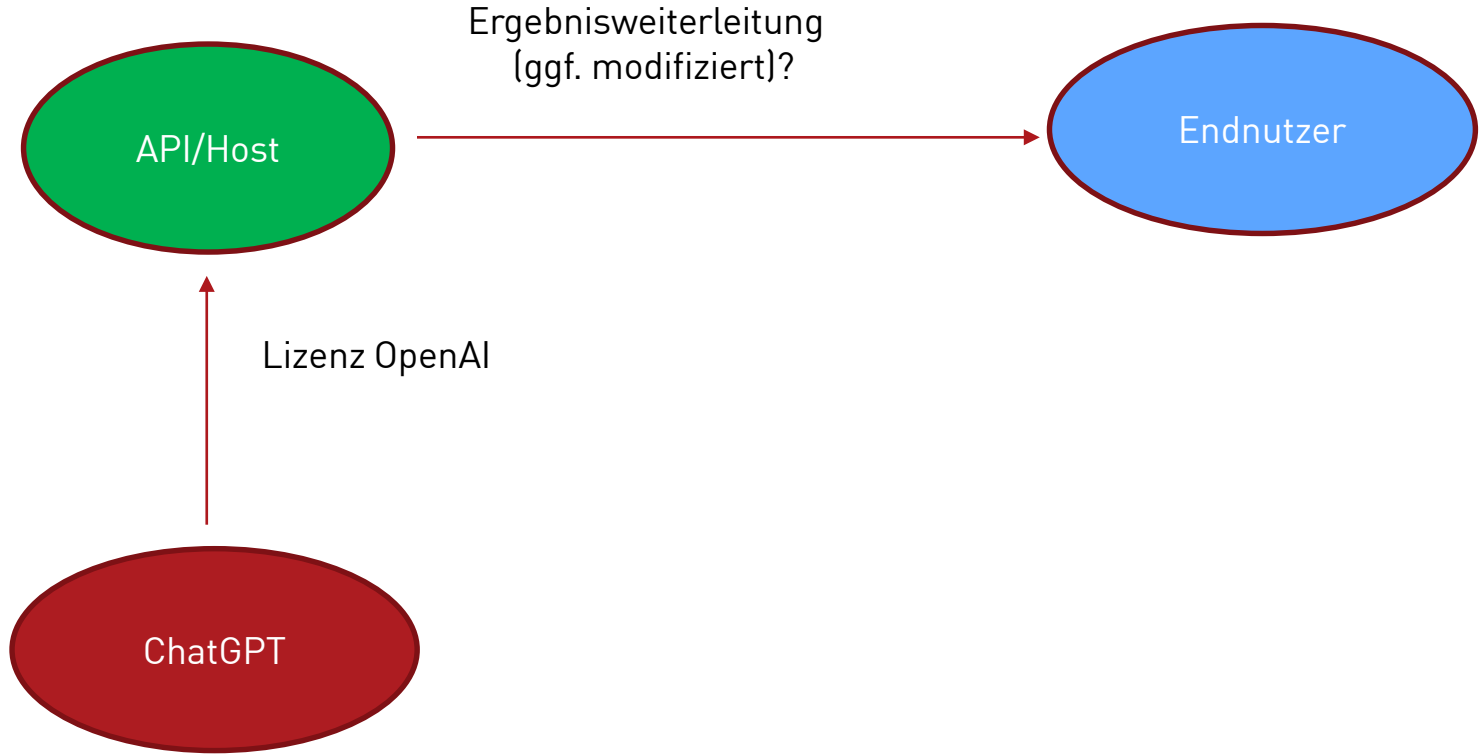 Ergebnisweiterleitung
(ggf. modifiziert)?
API/Host
Endnutzer
Lizenz OpenAI
ChatGPT